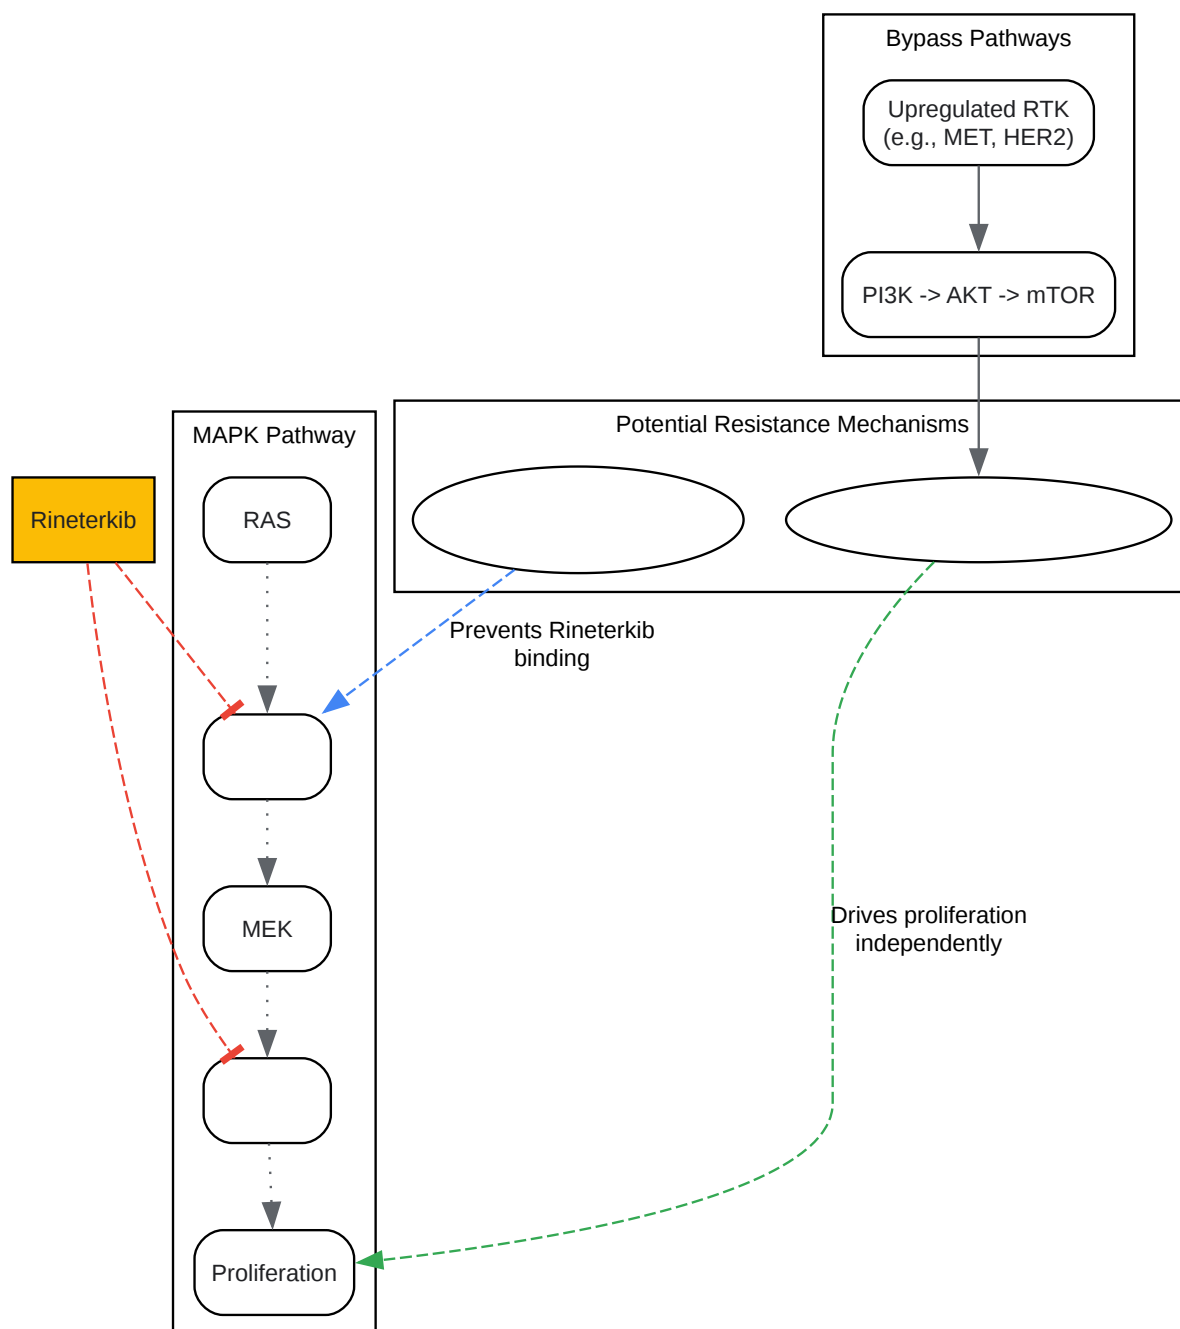 Bypass Pathways
Upregulated RTK
(e.g., MET, HER2)
PI3K -> AKT -> mTOR
Potential Resistance Mechanisms
MAPK Pathway
Rineterkib
RAS
Prevents Rineterkib
binding
MEK
Drives proliferation
independently
Proliferation